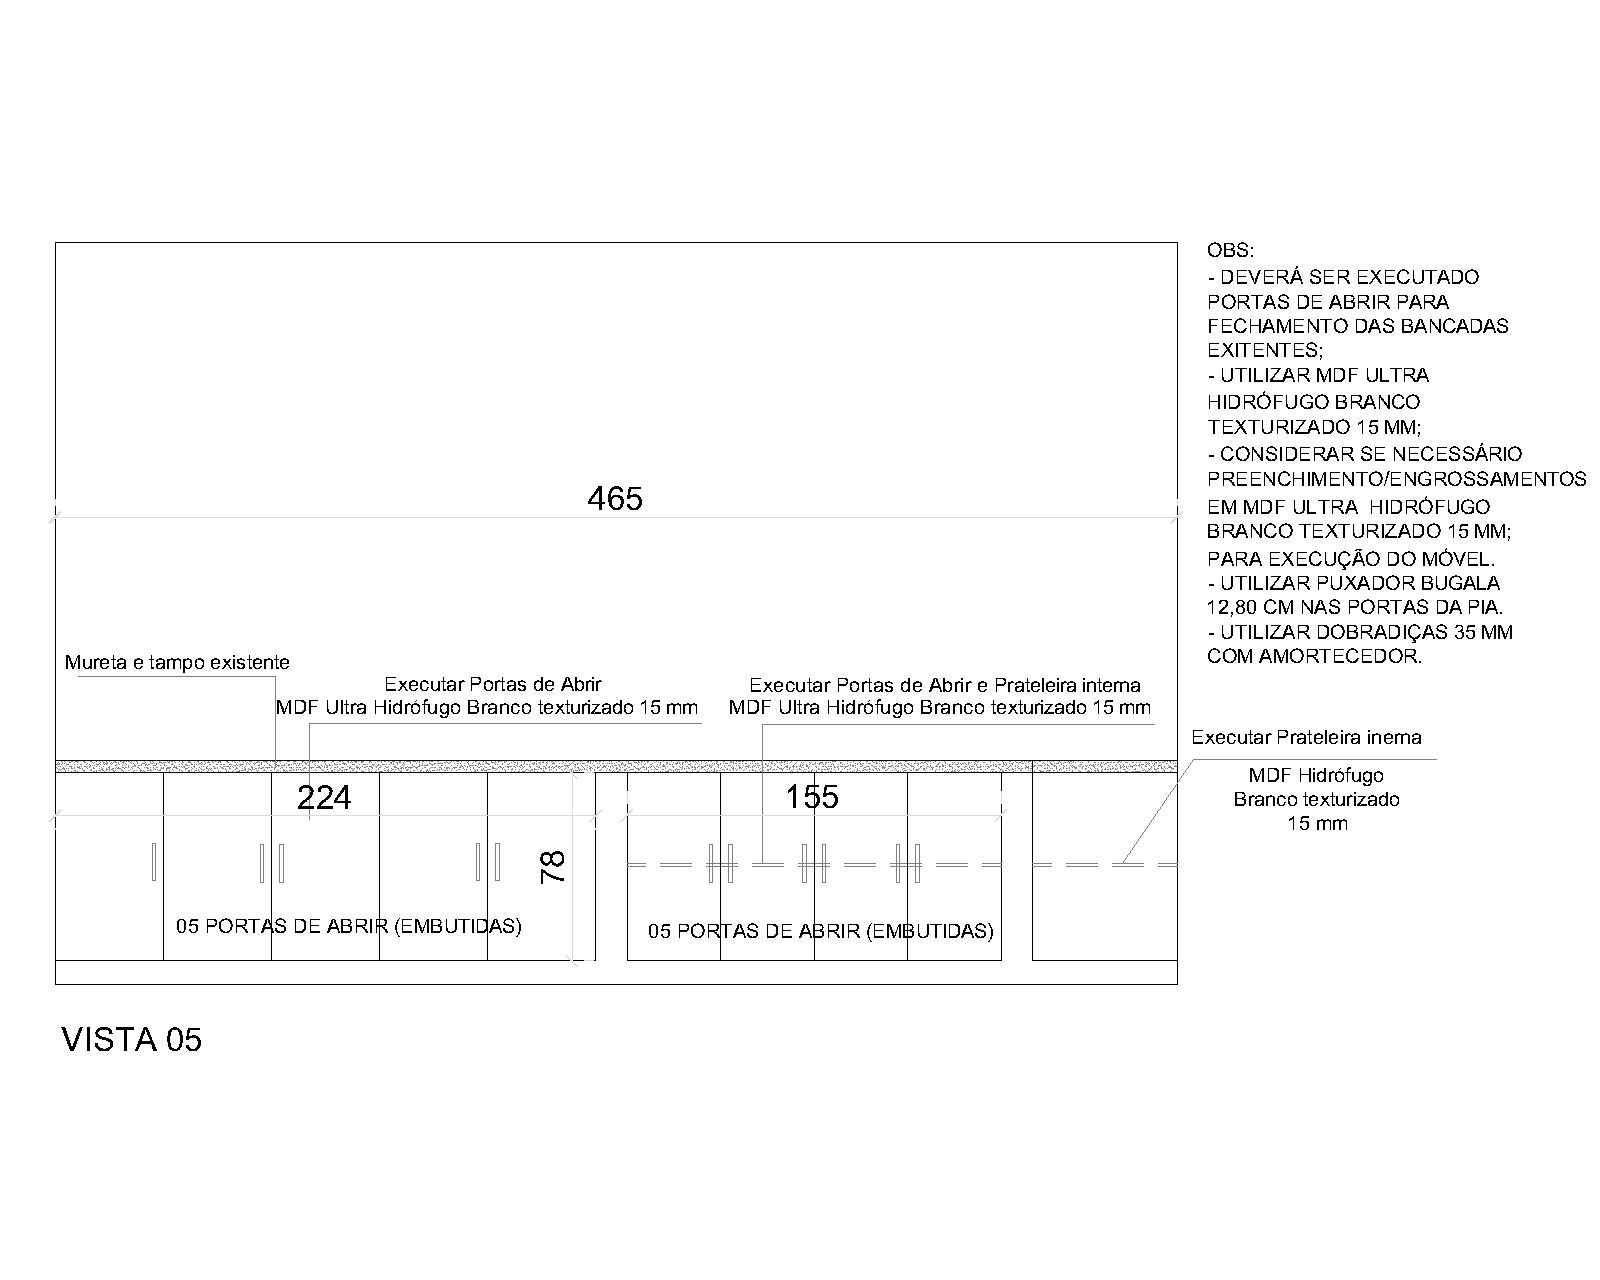 OBS:
- DEVERÁ SER EXECUTADO
PORTAS DE ABRIR PARA
FECHAMENTO DAS BANCADAS
EXITENTES;
- UTILIZAR MDF ULTRA
HIDRÓFUGO BRANCO
TEXTURIZADO 15 MM;
- CONSIDERAR SE NECESSÁRIO
PREENCHIMENTO/ENGROSSAMENTOS
EM MDF ULTRA HIDRÓFUGO
BRANCO TEXTURIZADO 15 MM;
PARA EXECUÇÃO DO MÓVEL.
- UTILIZAR PUXADOR BUGALA
12,80 CM NAS PORTAS DA PIA.
- UTILIZAR DOBRADIÇAS 35 MM
COM AMORTECEDOR.
465
Mureta e tampo existente
Executar Portas de Abrir
MDF Ultra Hidrófugo Branco texturizado 15 mm
Executar Portas de Abrir e Prateleira interna
MDF Ultra Hidrófugo Branco texturizado 15 mm
Executar Prateleira inerna
MDF Hidrófugo
Branco texturizado
15 mm
224
155
78
05 PORTAS DE ABRIR (EMBUTIDAS)
05 PORTAS DE ABRIR (EMBUTIDAS)
VISTA 05